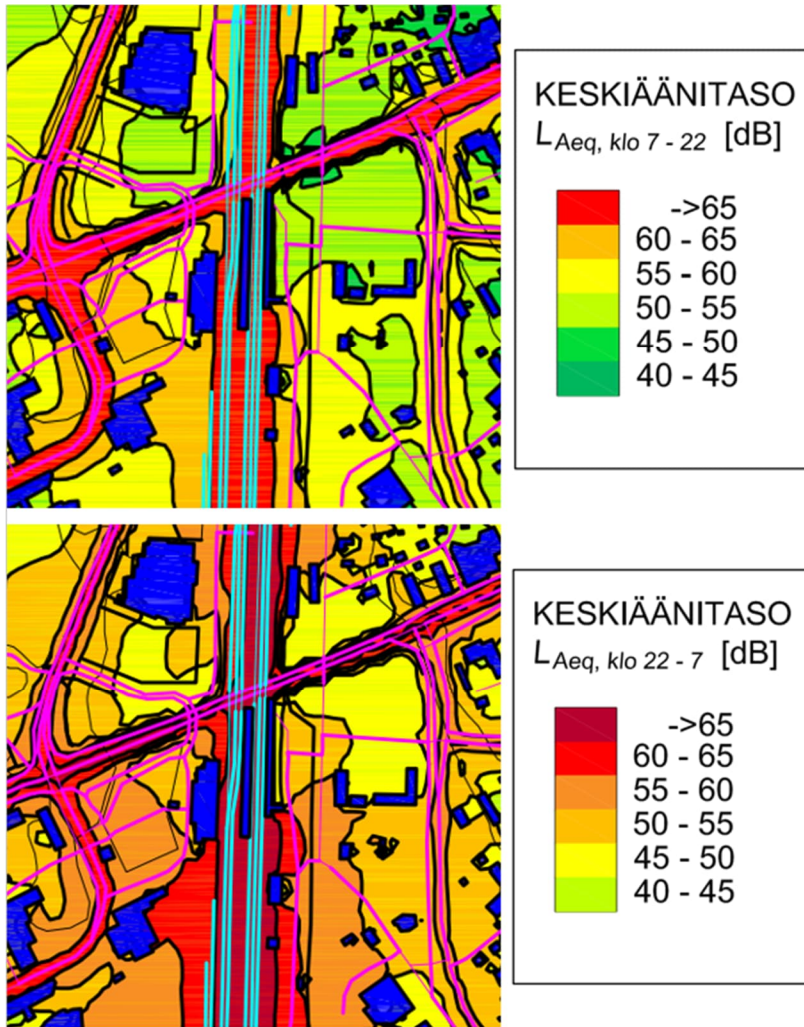 KESKIÄÄNITASO
LAeq, klo 7 - 22 [dB]
->65
60 - 65
55 - 60
50 - 55
45 - 50
40 - 45
KESKIÄÄNITASO
LAeq, klo 22 - 7 [dB]
->65
60 - 65
55 - 60
50 - 55
45 - 50
40 - 45